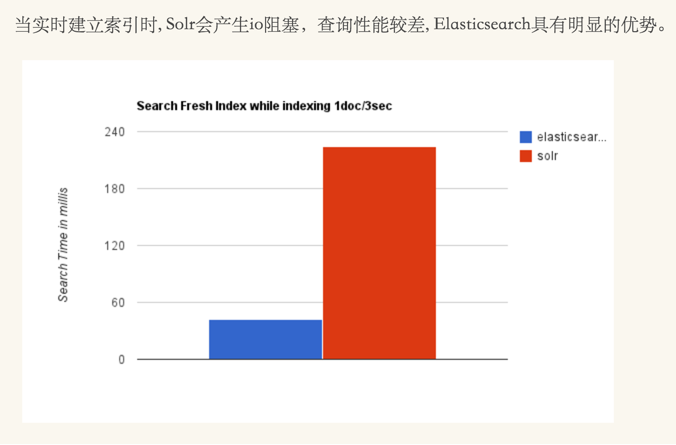 当实时建立索引时, Solr会产生io阻塞，查询性能较差, Elasticsearch具有明显的优势。
Search Fresh Index while indexing 1doc/3sec
240
180
120
60
0
Search Time in millis
elasticsear...
solr